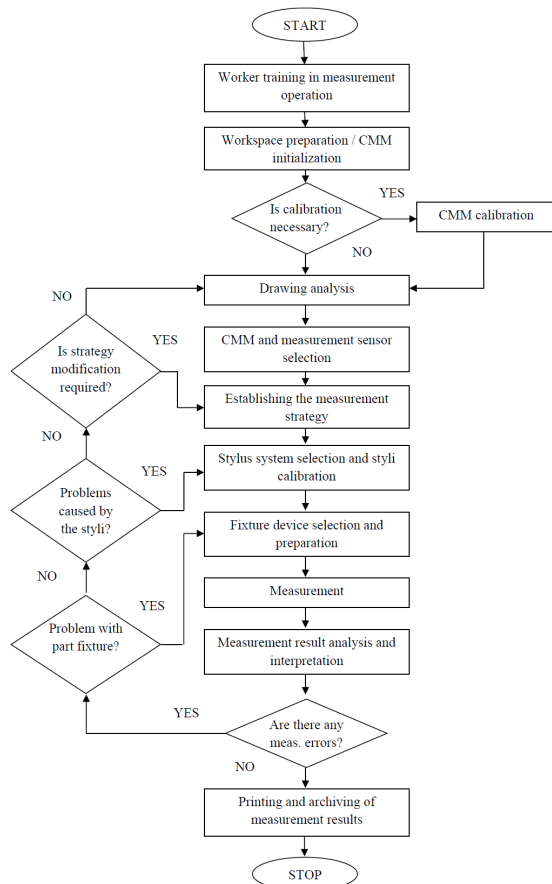 START
Worker training in measurement
operation
Workspace preparation / CMM
initialization
Is calibration
necessary?
YES
CMM calibration
NO
Drawing analysis
NO
CMM and measurement sensor
selection
Is strategy
modification
required?
YES
Establishing the measurement
strategy
NO
Stylus system selection and styli
calibration
Problems
caused by
the styli?
YES
Fixture device selection and
preparation
NO
Measurement
Problem with
part fixture?
YES
Measurement result analysis and
interpretation
YES
Are there any
meas. errors?
NO
Printing and archiving of
measurement results
STOP